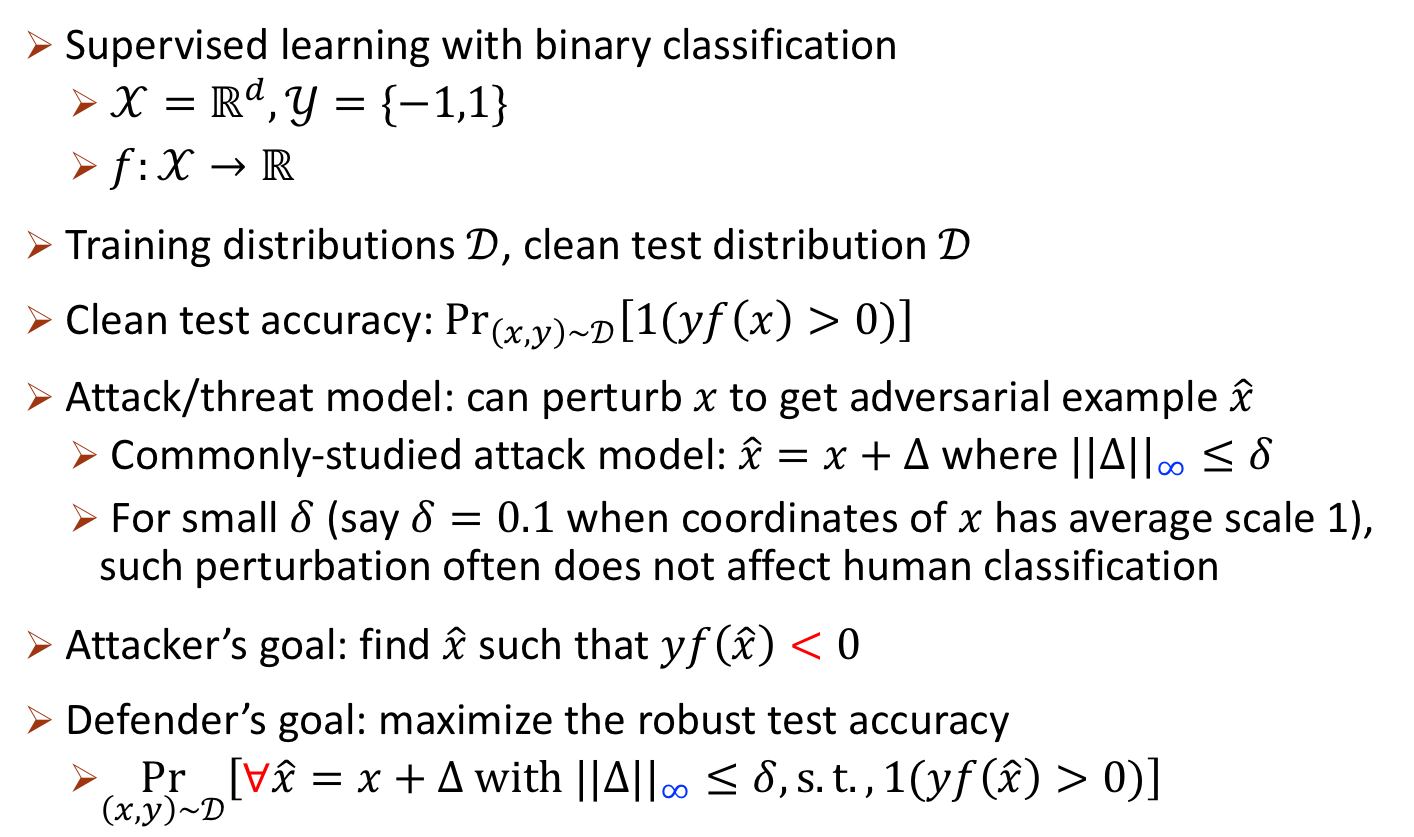 ➢ Supervised learning with binary classification
➢ 𝒳 = ℝ^d, 𝒴 = {−1,1}
➢ f: 𝒳 → ℝ
➢ Training distributions 𝒟, clean test distribution 𝒟
➢ Clean test accuracy: Pr_{(x,y)~𝒟}[1(yf(x) > 0)]
➢ Attack/threat model: can perturb x to get adversarial example x̂
➢ Commonly-studied attack model: x̂ = x + Δ where ||Δ||_∞ ≤ δ
➢ For small δ (say δ = 0.1 when coordinates of x has average scale 1),
such perturbation often does not affect human classification
➢ Attacker's goal: find x̂ such that yf(x̂) < 0
➢ Defender's goal: maximize the robust test accuracy
➢ Pr_{(x,y)~𝒟} [∀x̂ = x + Δ with ||Δ||_∞ ≤ δ, s.t., 1(yf(x̂) > 0)]